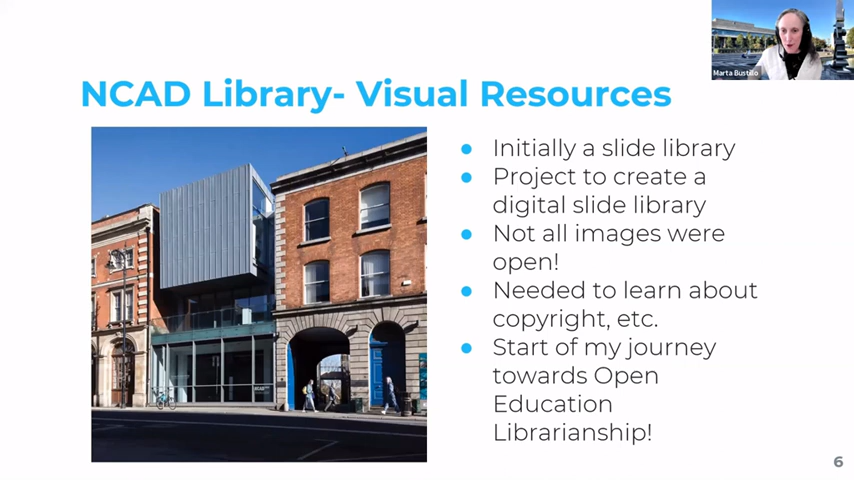 Marta Bustillo
NCAD Library- Visual Resources
● Initially a slide library
● Project to create a
digital slide library
● Not all images were
open!
● Needed to learn about
copyright, etc.
● Start of my journey
towards Open
Education
Librarianship!
NCAD
6